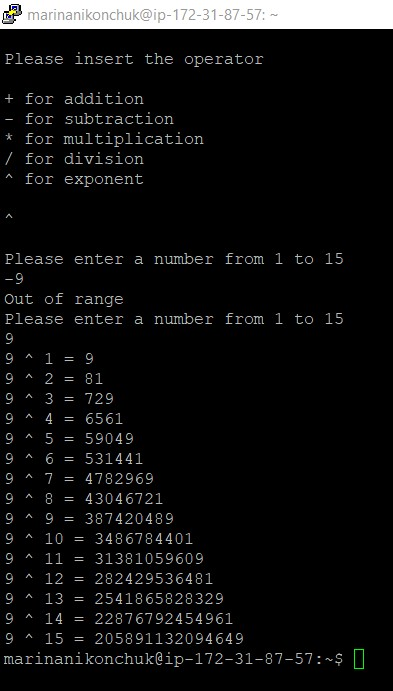 marinanikonchuk@ip-172-31-87-57: ~
Please insert the operator
+ for addition
- for subtraction
* for multiplication
/ for division
^ for exponent
^
Please enter a number from 1 to 15
-9
Out of range
Please enter a number from 1 to 15
9
9 ^ 1 = 9
9 ^ 2 = 81
9 ^ 3 = 729
9 ^ 4 = 6561
9 ^ 5 = 59049
9 ^ 6 = 531441
9 ^ 7 = 4782969
9 ^ 8 = 43046721
9 ^ 9 = 387420489
9 ^ 10 = 3486784401
9 ^ 11 = 31381059609
9 ^ 12 = 282429536481
9 ^ 13 = 2541865828329
9 ^ 14 = 22876792454961
9 ^ 15 = 205891132094649
marinanikonchuk@ip-172-31-87-57:~$